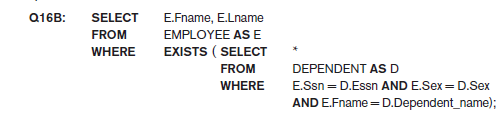 Q16B: SELECT E.Fname, E.Lname
FROM EMPLOYEE AS E
WHERE EXISTS ( SELECT *
FROM DEPENDENT AS D
WHERE E.Ssn = D.Essn AND E.Sex = D.Sex
AND E.Fname = D.Dependent_name);